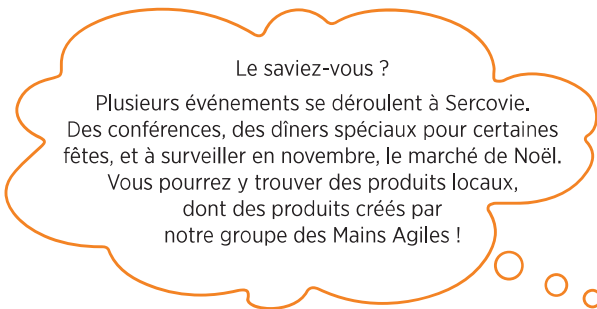 Le saviez-vous ?
Plusieurs événements se déroulent à Sercovie.
Des conférences, des dîners spéciaux pour certaines
fêtes, et à surveiller en novembre, le marché de Noël.
Vous pourrez y trouver des produits locaux,
dont des produits créés par
notre groupe des Mains Agiles !